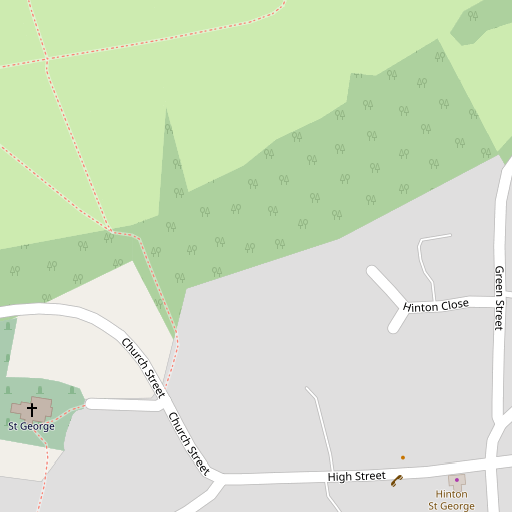 Green Street
Hinton Close
Church Street
Church Street
St George
High Street
Hinton
St George